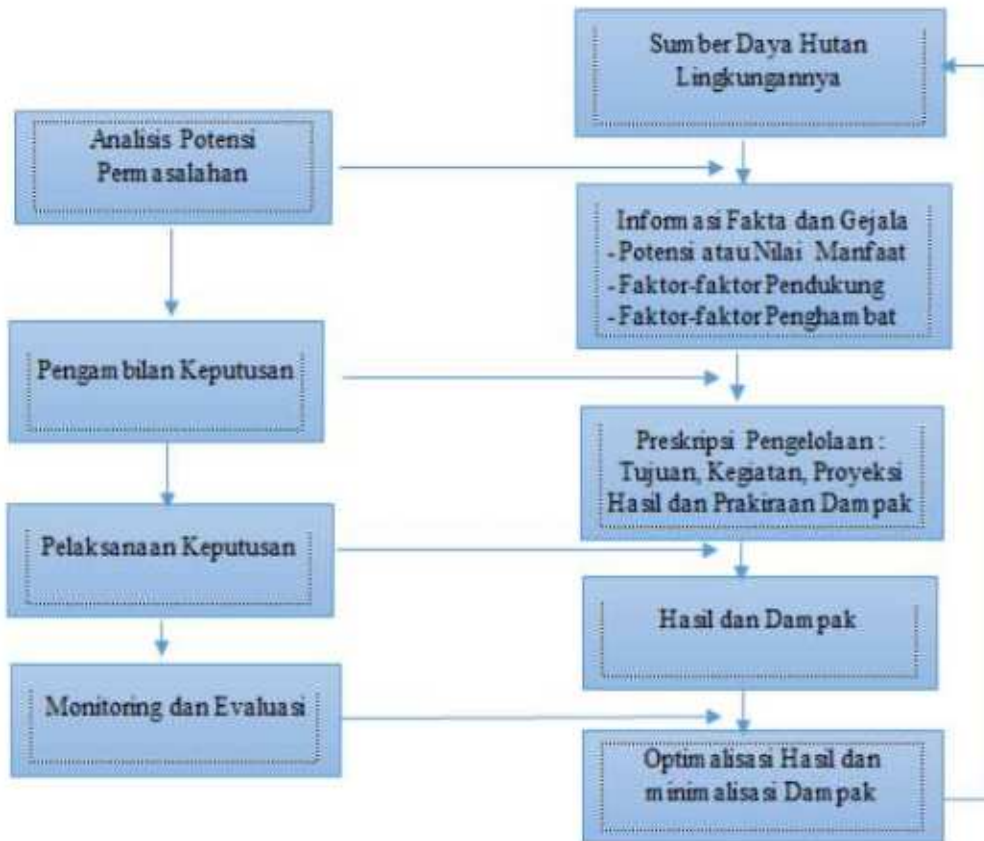 Sumber Daya Hutan
Lingkungannya
Analisis Potensi
Permasalahan
Informasi Fakta dan Gejala
- Potensi atau Nilai Manfaat
- Faktor-faktor Pendukung
- Faktor-faktor Penghambat
Pengambilan Keputusan
Preskripsi Pengelolaan :
Tujuan, Kegiatan, Proyeksi
Hasil dan Prakiraan Dampak
Pelaksanaan Keputusan
Hasil dan Dampak
Monitoring dan Evaluasi
Optimalisasi Hasil dan
minimalisasi Dampak